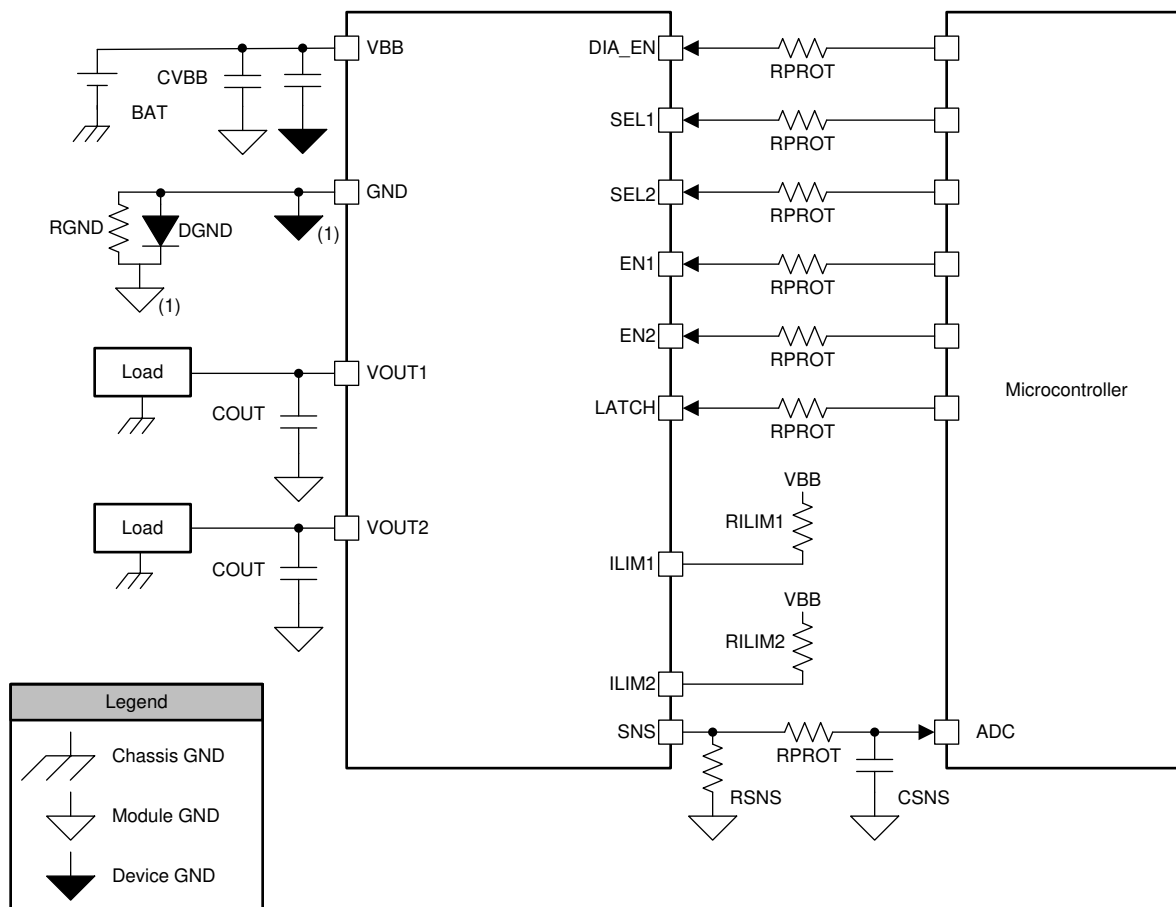 VBB
CVBB
BAT
GND
RGND
DGND
(1)
(1)
Load
VOUT1
COUT
Load
VOUT2
COUT
DIA_EN
RPROT
SEL1
RPROT
SEL2
RPROT
EN1
RPROT
EN2
RPROT
LATCH
RPROT
Microcontroller
VBB
RILIM1
ILIM1
VBB
RILIM2
ILIM2
SNS
RPROT
ADC
RSNS
CSNS
Legend
Chassis GND
Module GND
Device GND